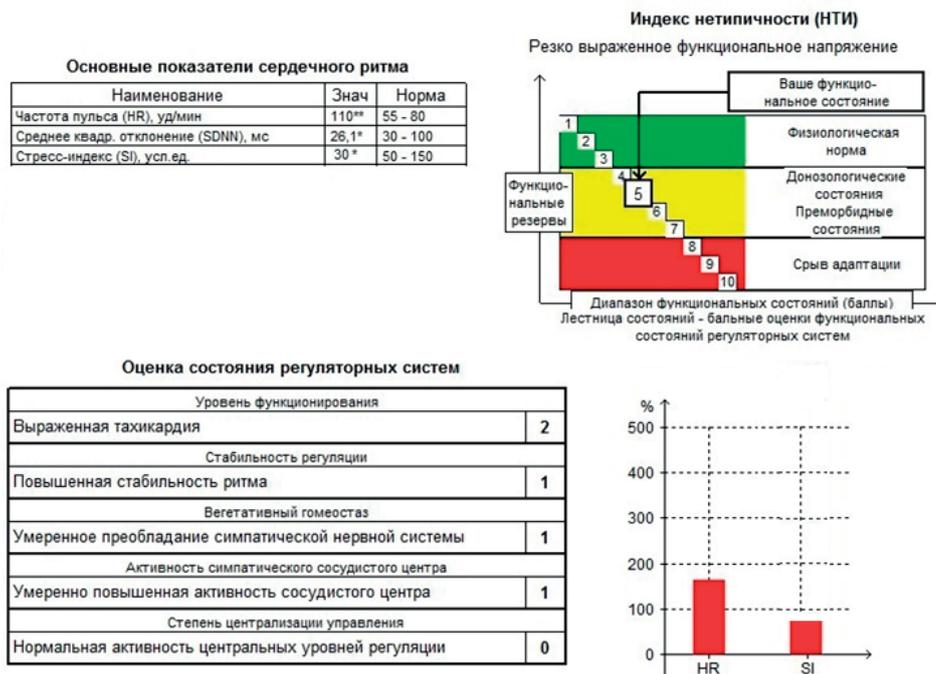 Основные показатели сердечного ритма
Наименование Знач Норма
Частота пульса (HR), уд/мин 110** 55 - 80
Среднее квадр. отклонение (SDNN), мс 26,1* 30 - 100
Стресс-индекс (SI), усл.ед. 30 * 50 - 150
Индекс нетипичности (НТИ)
Резко выраженное функциональное напряжение
Ваше функцио-
нальное состояние
1
2
3
4
5
6
7
8
9
10
Физиологическая
норма
Донозологические
состояния
Преморбидные
состояния
Срыв адаптации
Функцио-
нальные
резервы
Диапазон функциональных состояний (баллы)
Лестница состояний - бальные оценки функциональных
состояний регуляторных систем
Оценка состояния регуляторных систем
Уровень функционирования
Выраженная тахикардия 2
Стабильность регуляции
Повышенная стабильность ритма 1
Вегетативный гомеостаз
Умеренное преобладание симпатической нервной системы 1
Активность симпатического сосудистого центра
Умеренно повышенная активность сосудистого центра 1
Степень централизации управления
Нормальная активность центральных уровней регуляции 0
%
500
400
300
200
100
0
HR SI